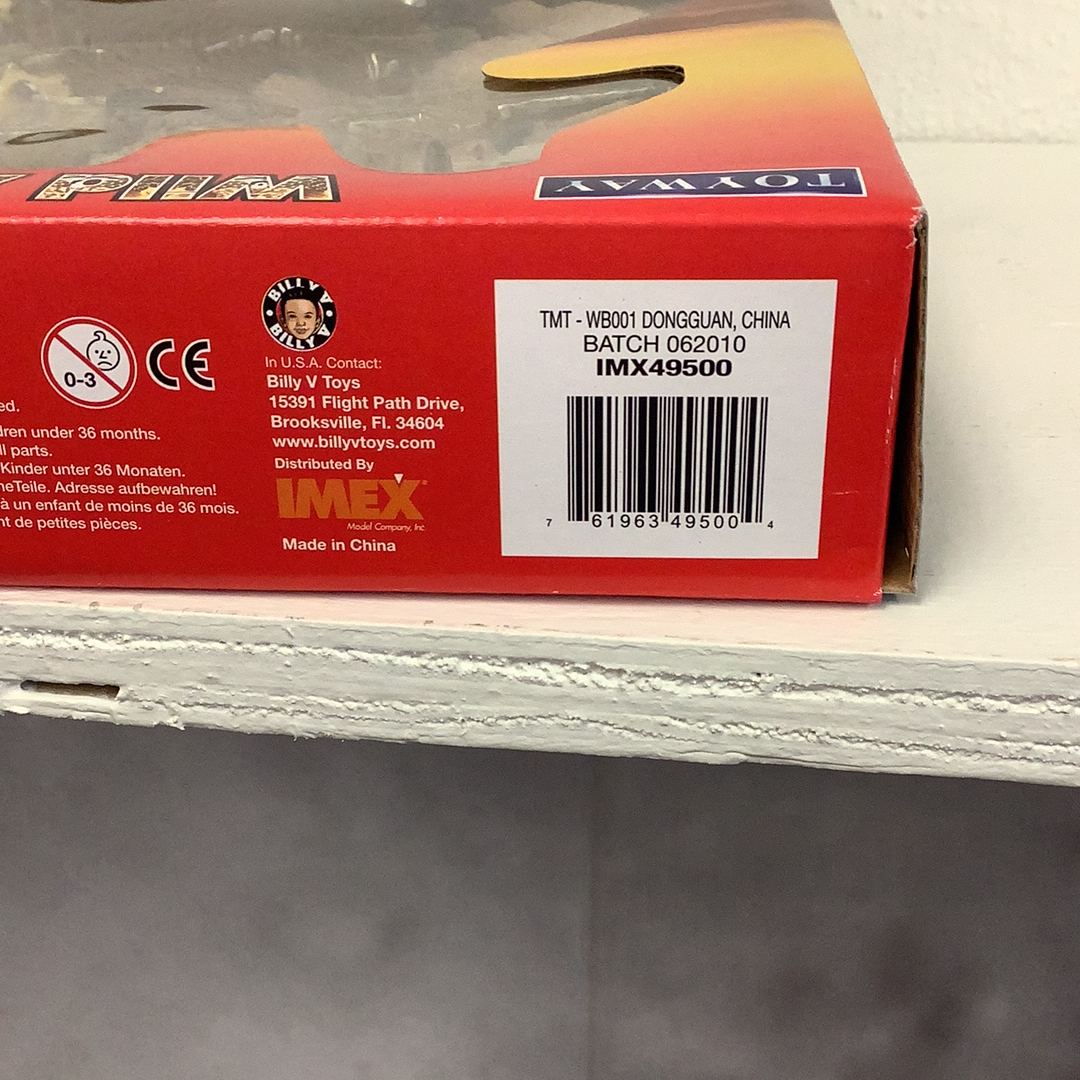 WIId
TOYWAY
BILLY V
BILLY V
0-3
CE
In U.S.A. Contact:
Billy V Toys
15391 Flight Path Drive,
Brooksville, Fl. 34604
www.billyvtoys.com
Distributed By
IMEX
Model Company, Inc.
Made in China
ed.
dren under 36 months.
ll parts.
Kinder unter 36 Monaten.
neTeile. Adresse aufbewahren!
à un enfant de moins de 36 mois.
nt de petites pièces.
TMT - WB001 DONGGUAN, CHINA
BATCH 062010
IMX49500
7 61963 49500 4